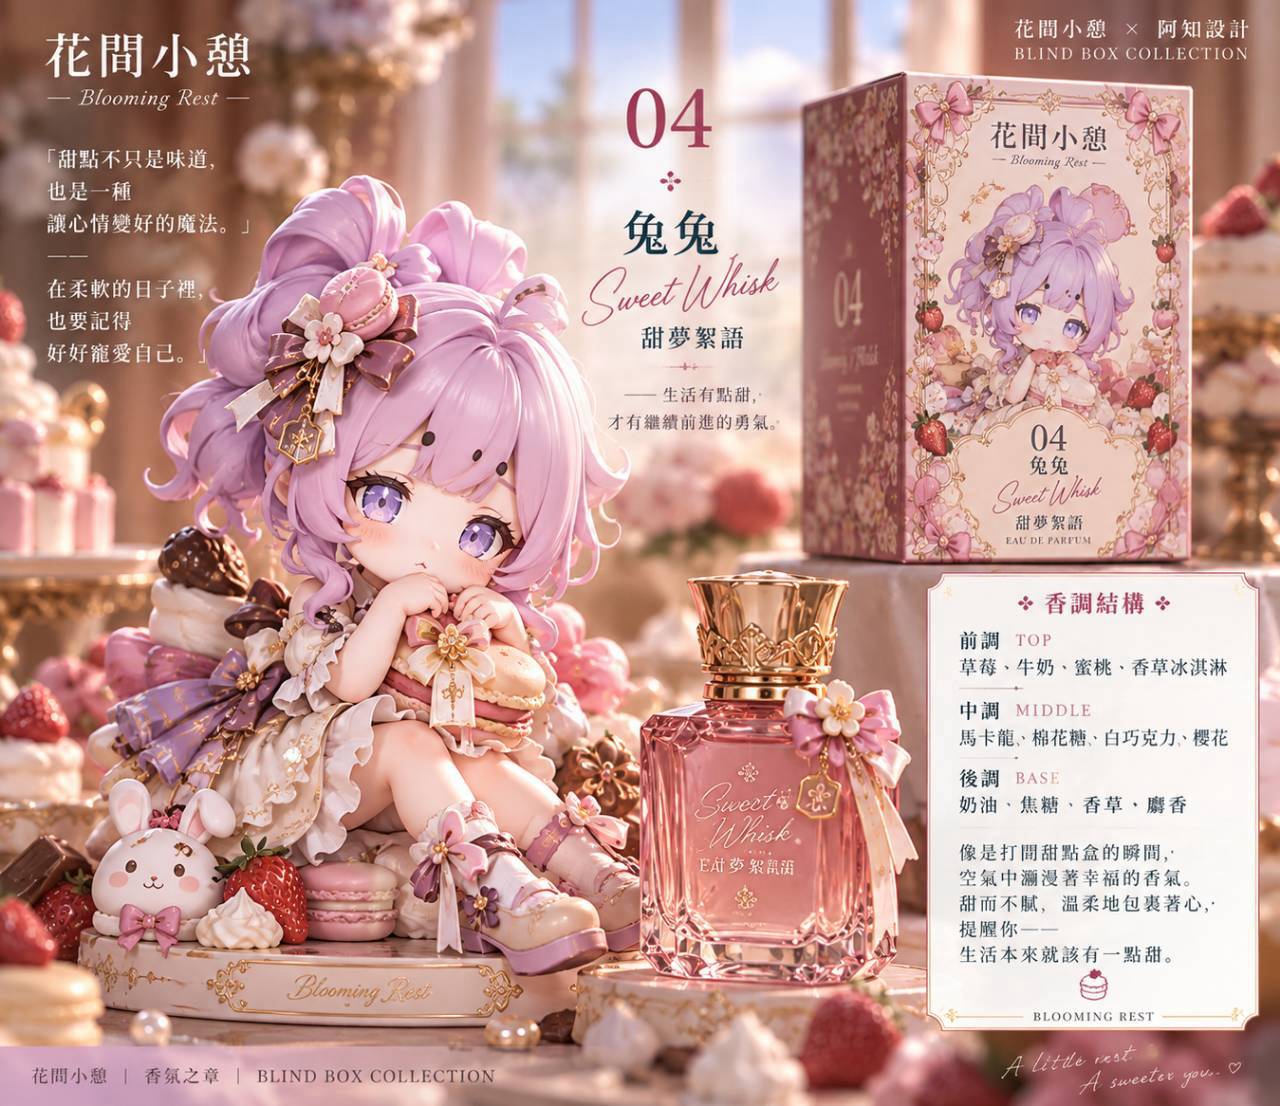 花間小憩
Blooming Rest
「甜點不只是味道,
也是一種
讓心情變好的魔法。」
在柔軟的日子裡,
也要記得
好好寵愛自己。」
04
兔兔
Sweet Whisk
甜夢絮語
—— 生活有點甜,
才有繼續前進的勇氣。
花間小憩 × 阿知設計
BLIND BOX COLLECTION
花間小憩
Blooming Rest
04
兔兔
Sweet Whisk
甜夢絮語
EAU DE PARFUM
04
Sweet Whisk
Blooming Rest
香調結構
前調 TOP
草莓、牛奶、蜜桃、香草冰淇淋
中調 MIDDLE
馬卡龍、棉花糖、白巧克力、櫻花
後調 BASE
奶油、焦糖、香草、麝香
像是打開甜點盒的瞬間,
空氣中瀰漫著幸福的香氣。
甜而不膩,溫柔地包裹著心,
提醒你——
生活本來就該有一點甜。
BLOOMING REST
花間小憩 | 香氛之章 | BLIND BOX COLLECTION
A little rest.
A sweeter you.. ♡